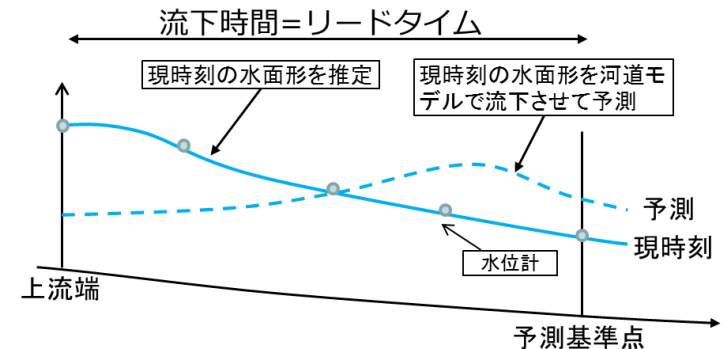 流下時間=リードタイム
現時刻の水面形を推定
現時刻の水面形を河道モ
デルで流下させて予測
予測
現時刻
水位計
上流端
予測基準点